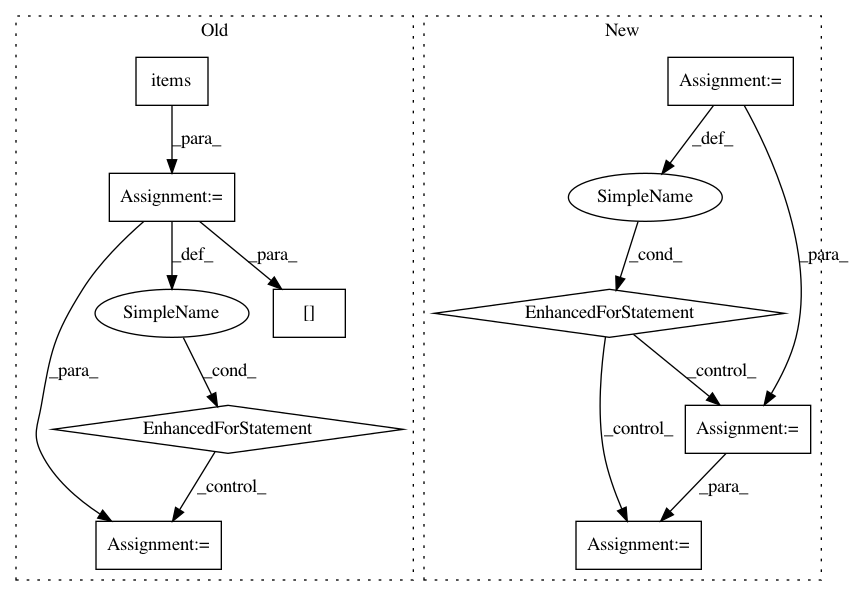 Old
items
_para_
Assignment:=
_def_
_para_
SimpleName
[]
_para_
_cond_
EnhancedForStatement
_control_
Assignment:=
New
Assignment:=
_def_
SimpleName
_para_
_cond_
EnhancedForStatement
_control_
_control_
Assignment:=
_para_
Assignment:=